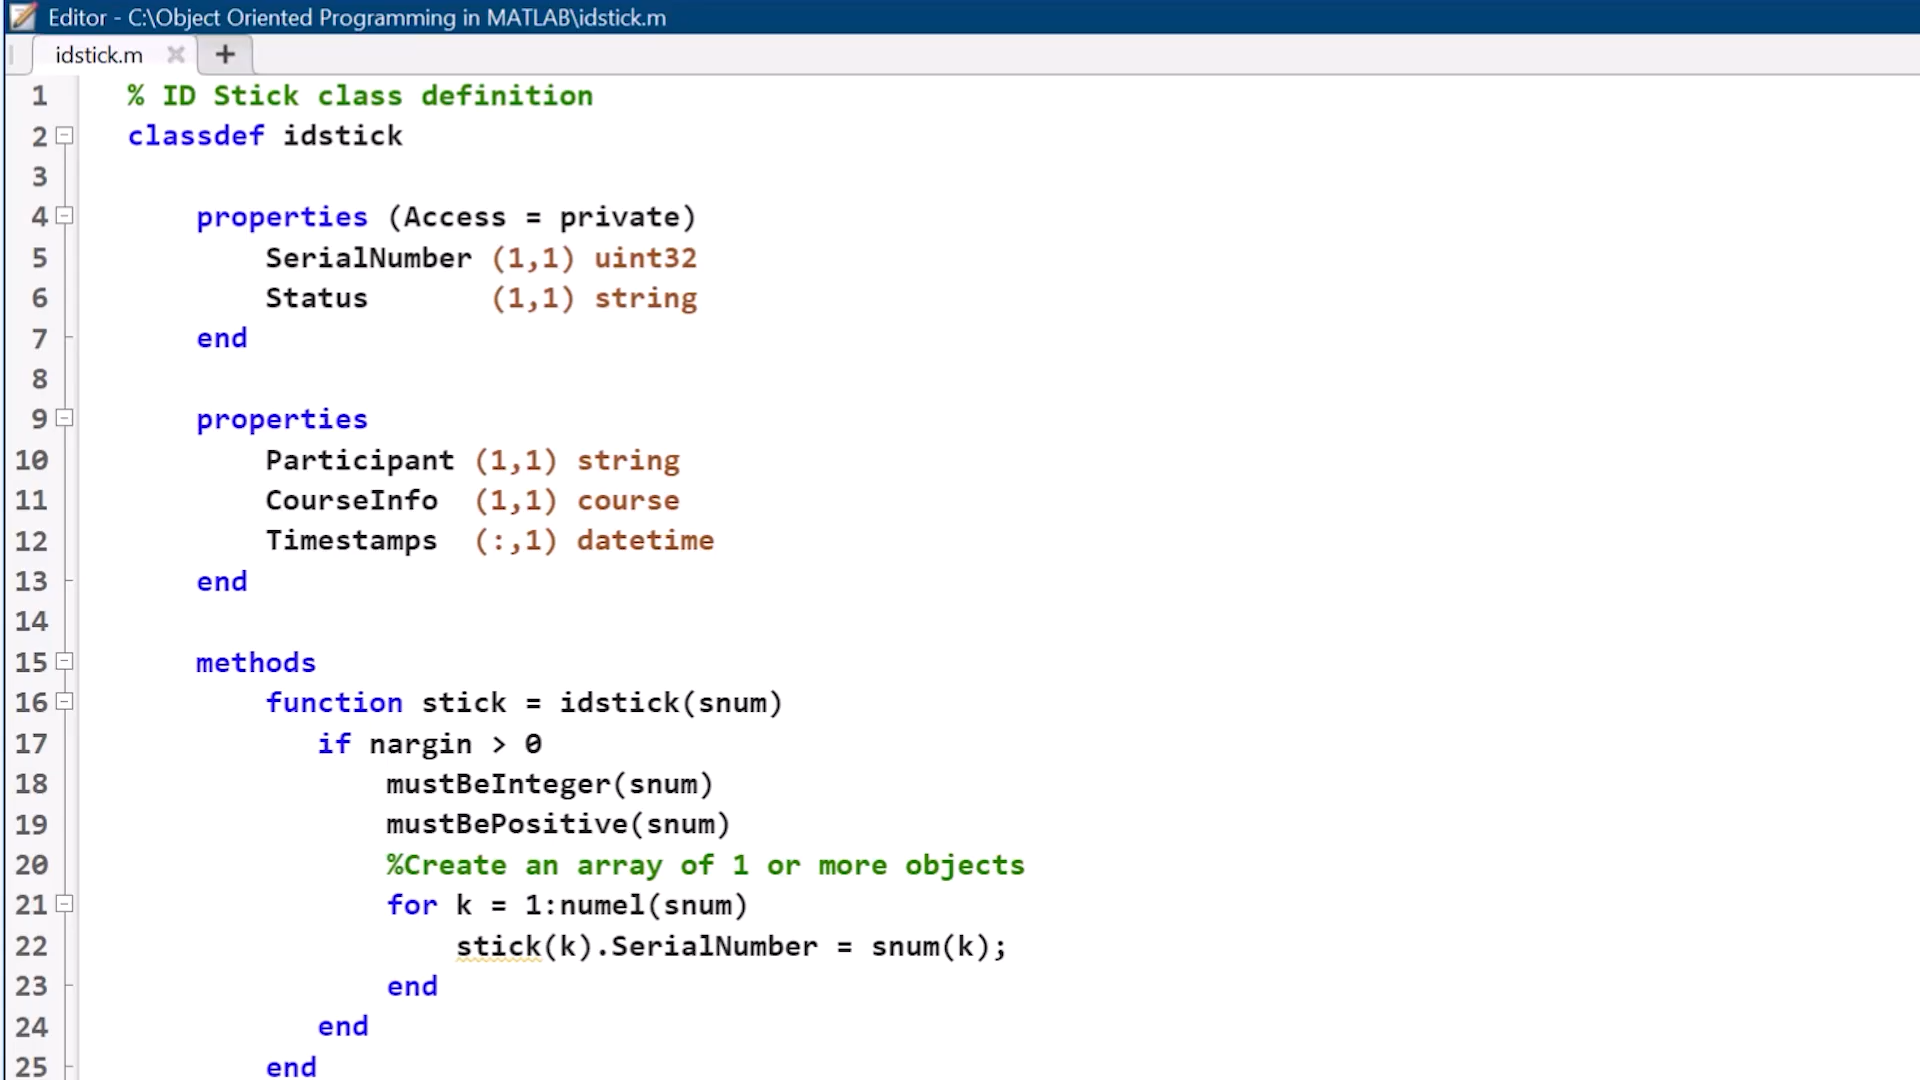 Editor - C:\Object Oriented Programming in MATLAB\idstick.m
idstick.m × +
1 % ID Stick class definition
2 classdef idstick
3
4 properties (Access = private)
5 SerialNumber (1,1) uint32
6 Status (1,1) string
7 end
8
9 properties
10 Participant (1,1) string
11 CourseInfo (1,1) course
12 Timestamps (:,1) datetime
13 end
14
15 methods
16 function stick = idstick(snum)
17 if nargin > 0
18 mustBeInteger(snum)
19 mustBePositive(snum)
20 %Create an array of 1 or more objects
21 for k = 1:numel(snum)
22 stick(k).SerialNumber = snum(k);
23 end
24 end
25 end